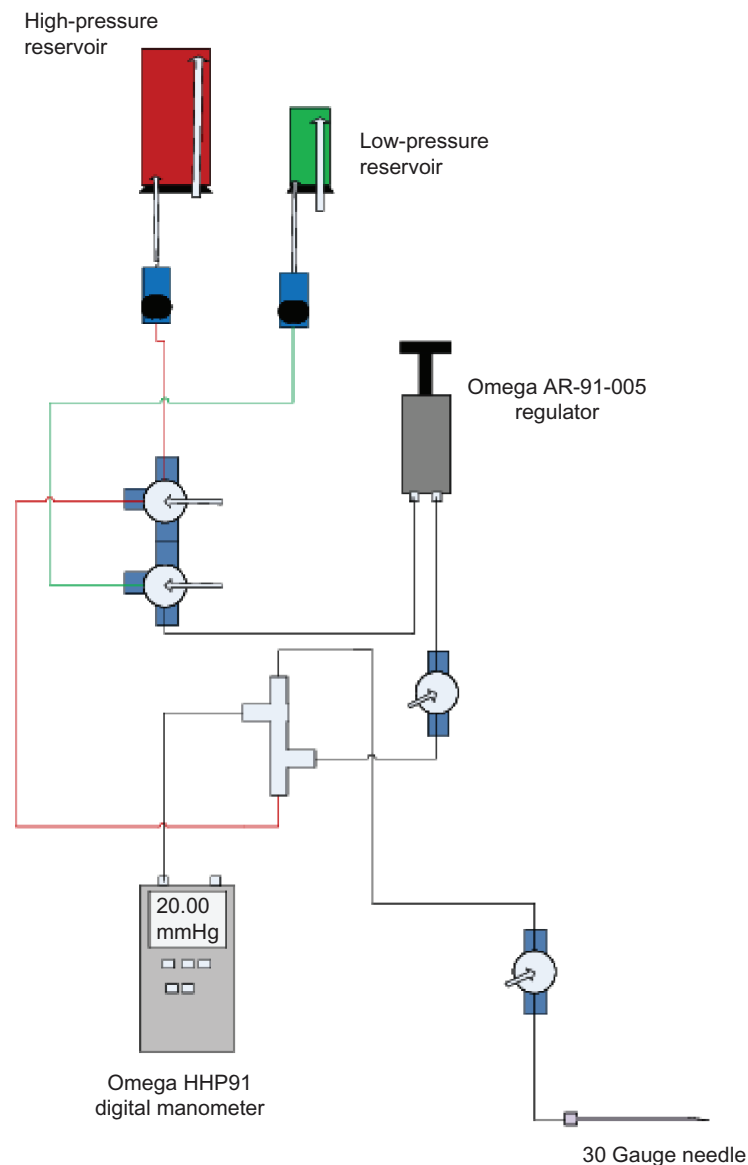 High-pressure
reservoir
Low-pressure
reservoir
Omega AR-91-005
regulator
20.00
mmHg
Omega HHP91
digital manometer
30 Gauge needle